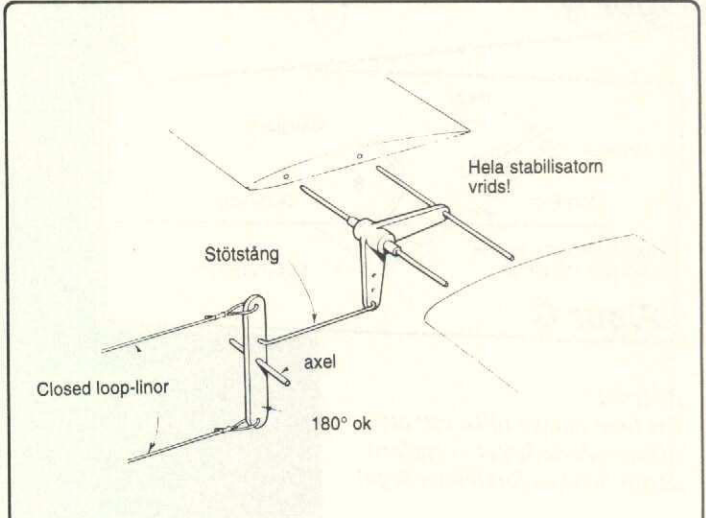 Hela stabilisatorn
vrids!
Stötstång
axel
Closed loop-linor
180° ok